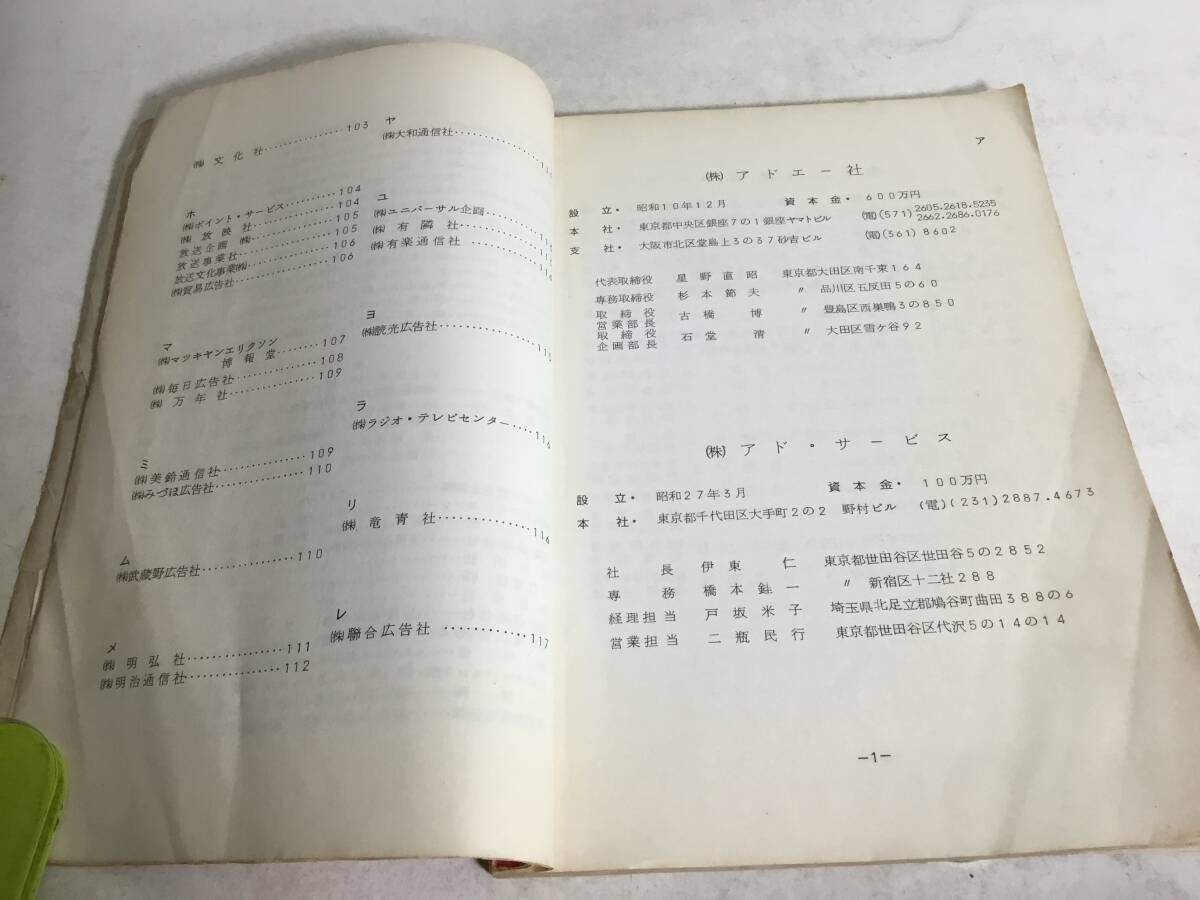 ㈱文化社……………103
ホ
㈱ポイント・サービス………104
㈱放映社……………104
放送企画㈱……………105
放送事業社……………105
放送文化事業㈱……………106
㈱貿易広告社……………106
マ
㈱マツキヤンエリクソン
博報堂………107
㈱毎日広告社……………108
㈱万年社……………109
ミ
㈱美鈴通信社……………109
㈱みづほ広告社……………110
ム
㈱武蔵野広告社……………110
メ
㈱明弘社……………111
㈱明治通信社……………112
ヤ
㈱大和通信社……………
ユ
㈱ユニバーサル企画………
㈱有隣社……………
㈱有楽通信社……………
ヨ
㈱読売広告社……………115
ラ
㈱ラジオ・テレビセンター‥‥116
リ
㈱竜青社……………116
レ
㈱聯合広告社……………117
ア
㈱アドエー社
設立・昭和10年12月 資本金・600万円
本社・東京都中央区銀座7の1銀座ヤマトビル (電)(571)2605.2618.5235
2662.2686.0176
支社・大阪市北区堂島上3の37砂吉ビル (電)(361)8602
代表取締役 星野直昭 東京都大田区南千束164
専務取締役 杉本節夫 〃 品川区五反田5の60
取締役
営業部長 古橋博 〃 豊島区西巣鴨3の850
取締役
企画部長 石堂清 〃 大田区雪ケ谷92
㈱アド・サービス
設立・昭和27年3月 資本金・100万円
本社・東京都千代田区大手町2の2 野村ビル (電)(231)2887.4673
社長 伊東仁 東京都世田谷区世田谷5の2852
専務 橋本銈一 〃 新宿区十二社288
経理担当 戸坂米子 埼玉県北足立郡鳩谷町曲田388の6
営業担当 二瓶民行 東京都世田谷区代沢5の14の14
—1—